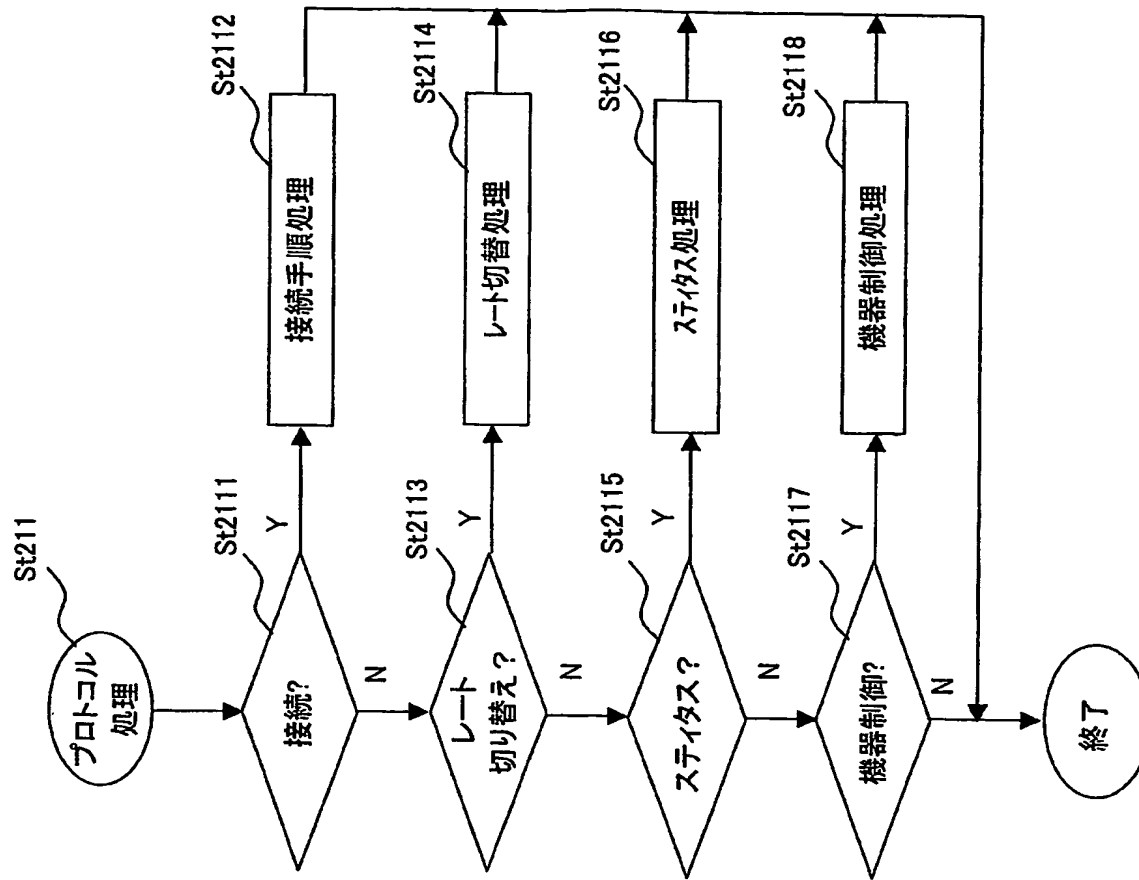 プロトコル
処理
St211
接続?
St2111
Y
N
接続手順処理
St2112
レート
切り替え?
St2113
Y
N
レート切替処理
St2114
スティタス?
St2115
Y
N
スティタス処理
St2116
機器制御?
St2117
Y
N
機器制御処理
St2118
終了